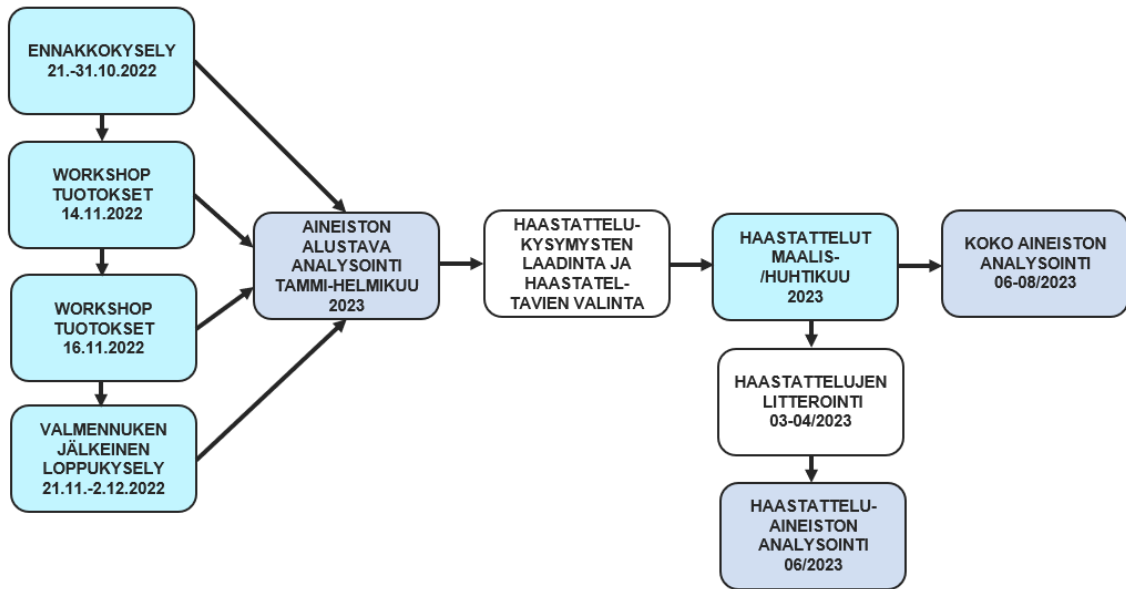 ENNAKKOKYSELY
21.-31.10.2022
WORKSHOP
TUOTOKSET
14.11.2022
WORKSHOP
TUOTOKSET
16.11.2022
VALMENNUKEN
JÄLKEINEN
LOPPUKYSELY
21.11.-2.12.2022
AINEISTON
ALUSTAVA
ANALYSOINTI
TAMMI-HELMIKUU
2023
HAASTATTELU-
KYSYMYSTEN
LAADINTA JA
HAASTATEL-
TAVIEN VALINTA
HAASTATTELUT
MAALIS-
/HUHTIKUU
2023
KOKO AINEISTON
ANALYSOINTI
06-08/2023
HAASTATTELUJEN
LITTEROINTI
03-04/2023
HAASTATTELU-
AINEISTON
ANALYSOINTI
06/2023